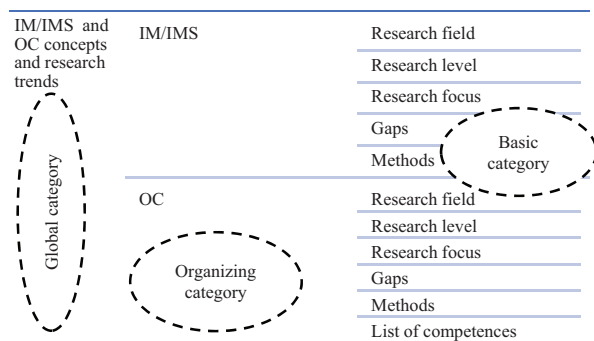 IM/IMS and
OC concepts
and research
trends
Global category
IM/IMS
Research field
Research level
Research focus
Gaps
Methods
Basic
category
OC
Organizing
category
Research field
Research level
Research focus
Gaps
Methods
List of competences